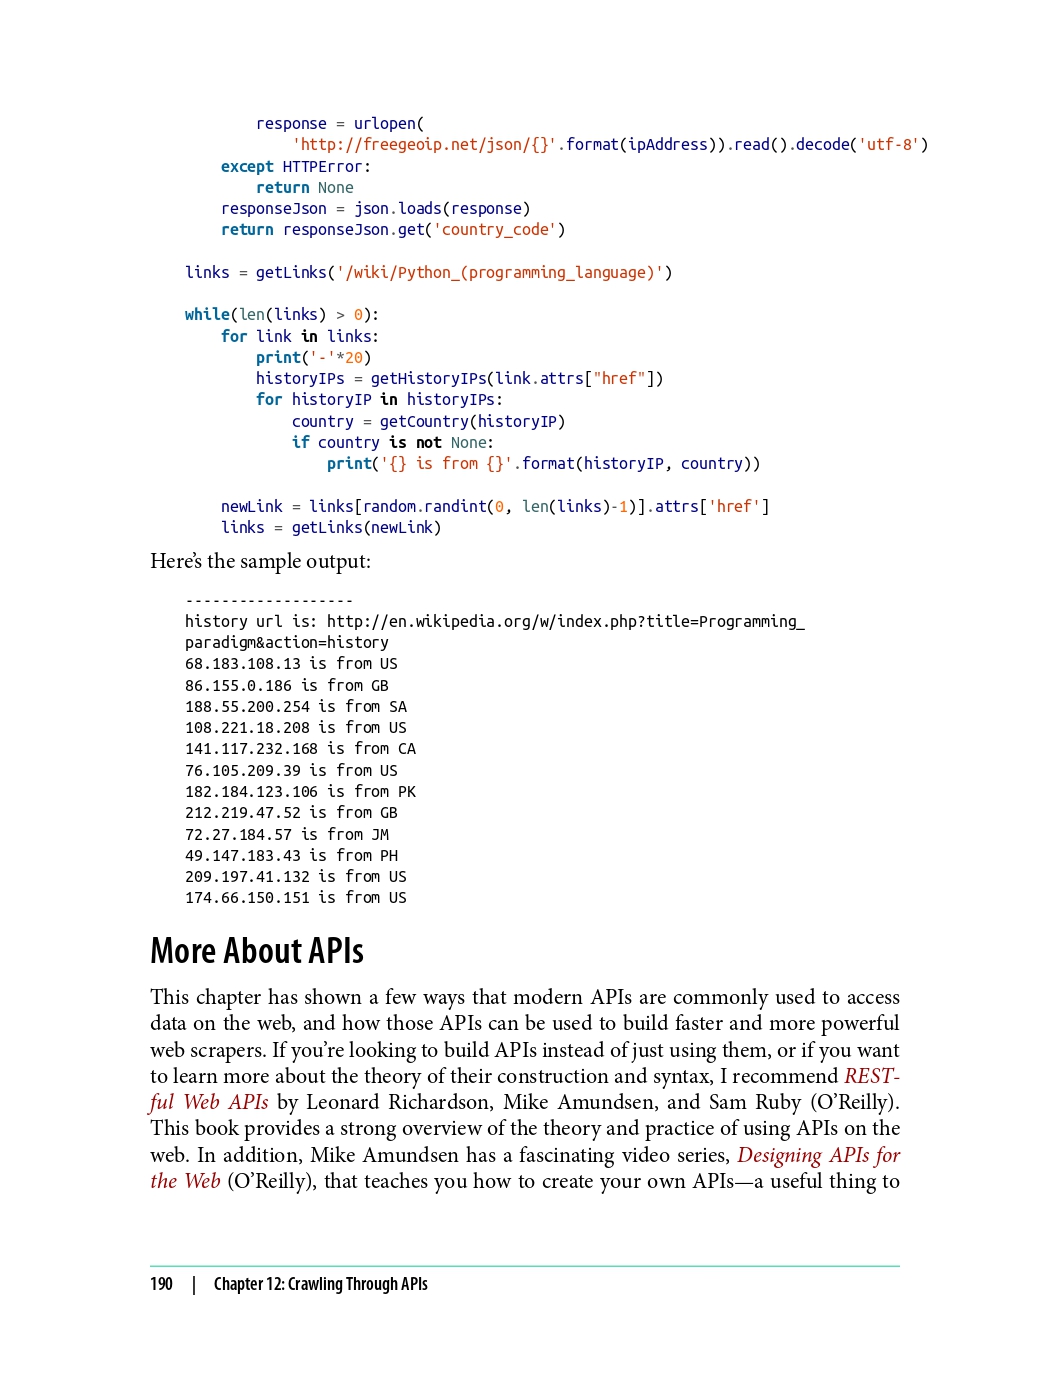 response = urlopen(
            'http://freegeoip.net/json/{}'.format(ipAddress)).read().decode('utf-8')
    except HTTPError:
        return None
    responseJson = json.loads(response)
    return responseJson.get('country_code')

links = getLinks('/wiki/Python_(programming_language)')

while(len(links) > 0):
    for link in links:
        print('-'*20)
        historyIPs = getHistoryIPs(link.attrs["href"])
        for historyIP in historyIPs:
            country = getCountry(historyIP)
            if country is not None:
                print('{} is from {}'.format(historyIP, country))

    newLink = links[random.randint(0, len(links)-1)].attrs['href']
    links = getLinks(newLink)
Here’s the sample output:
-------------------
history url is: http://en.wikipedia.org/w/index.php?title=Programming_
paradigm&action=history
68.183.108.13 is from US
86.155.0.186 is from GB
188.55.200.254 is from SA
108.221.18.208 is from US
141.117.232.168 is from CA
76.105.209.39 is from US
182.184.123.106 is from PK
212.219.47.52 is from GB
72.27.184.57 is from JM
49.147.183.43 is from PH
209.197.41.132 is from US
174.66.150.151 is from US
More About APIs
This chapter has shown a few ways that modern APIs are commonly used to access
data on the web, and how those APIs can be used to build faster and more powerful
web scrapers. If you’re looking to build APIs instead of just using them, or if you want
to learn more about the theory of their construction and syntax, I recommend REST-
ful Web APIs by Leonard Richardson, Mike Amundsen, and Sam Ruby (O’Reilly).
This book provides a strong overview of the theory and practice of using APIs on the
web. In addition, Mike Amundsen has a fascinating video series, Designing APIs for
the Web (O’Reilly), that teaches you how to create your own APIs—a useful thing to
190 | Chapter 12: Crawling Through APIs